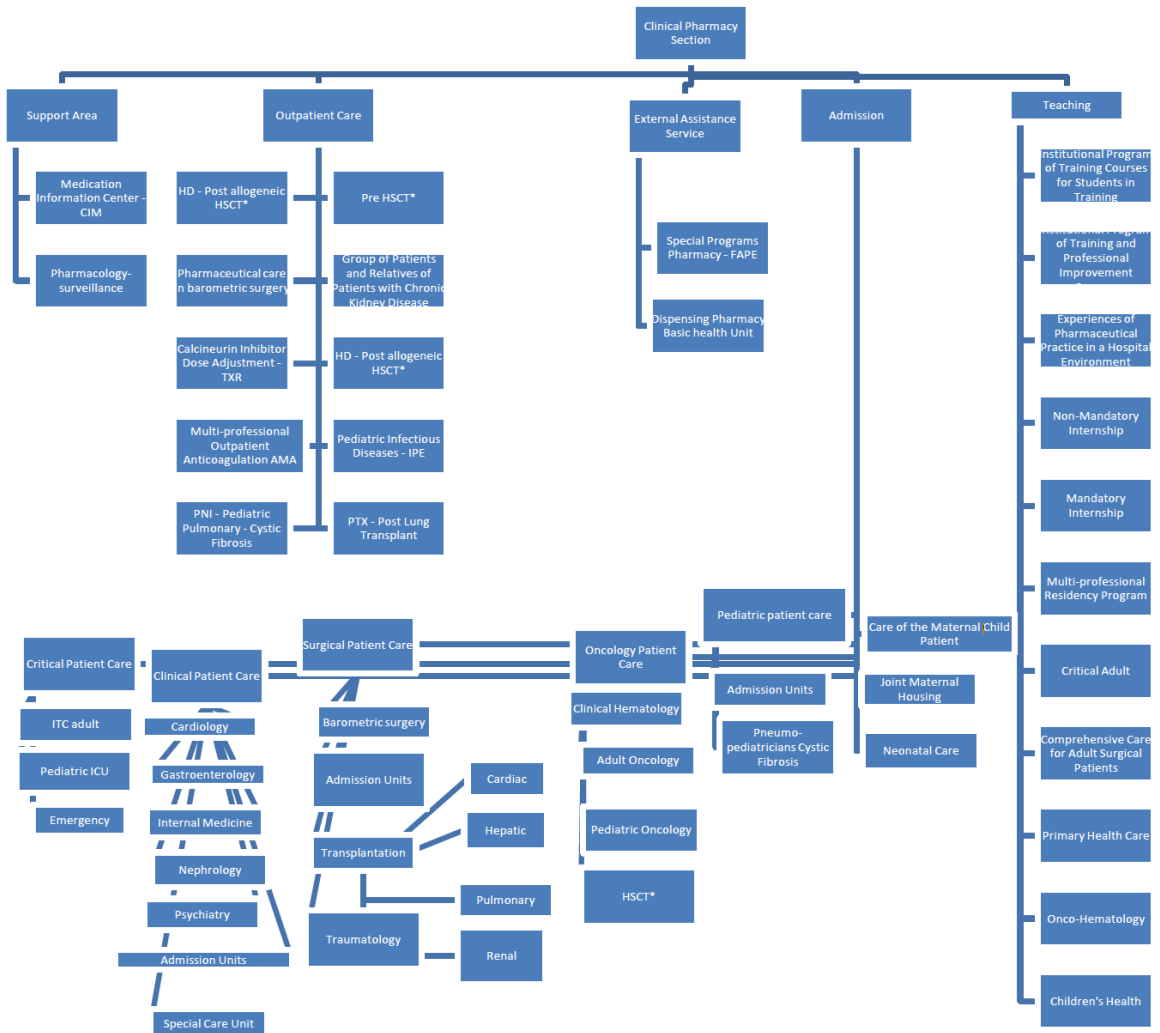 Clinical Pharmacy
Section
Support Area
Outpatient Care
External Assistance
Service
Admission
Teaching
Medication
Information Center -
CIM
Pharmacology-
surveillance
HD - Post allogeneic
HSCT*
Pre HSCT*
Pharmaceutical care
n barometric surgery
Group of Patients
and Relatives of
Patients with Chronic
Kidney Disease
Calcineurin Inhibitor
Dose Adjustment -
TXR
HD - Post allogeneic
HSCT*
Multi-professional
Outpatient
Anticoagulation AMA
Pediatric Infectious
Diseases - IPE
PNI - Pediatric
Pulmonary - Cystic
Fibrosis
PTX - Post Lung
Transplant
Special Programs
Pharmacy - FAPE
Dispensing Pharmacy
Basic health Unit
Institutional Program
of Training Courses
for Students in
Training
Institutional Program
of Training and
Professional
Improvement
Experiences of
Pharmaceutical
Practice in a Hospital
Environment
Non-Mandatory
Internship
Mandatory
Internship
Multi-professional
Residency Program
Critical Adult
Comprehensive Care
for Adult Surgical
Patients
Primary Health Care
Onco-Hematology
Children's Health
Critical Patient Care
ITC adult
Pediatric ICU
Emergency
Clinical Patient Care
Cardiology
Gastroenterology
Internal Medicine
Nephrology
Psychiatry
Admission Units
Special Care Unit
Surgical Patient Care
Barometric surgery
Admission Units
Transplantation
Traumatology
Cardiac
Hepatic
Pulmonary
Renal
Oncology Patient
Care
Clinical Hematology
Adult Oncology
Pediatric Oncology
HSCT*
Pediatric patient care
Admission Units
Pneumo-
pediatricians Cystic
Fibrosis
Care of the Maternal Child
Patient
Joint Maternal
Housing
Neonatal Care